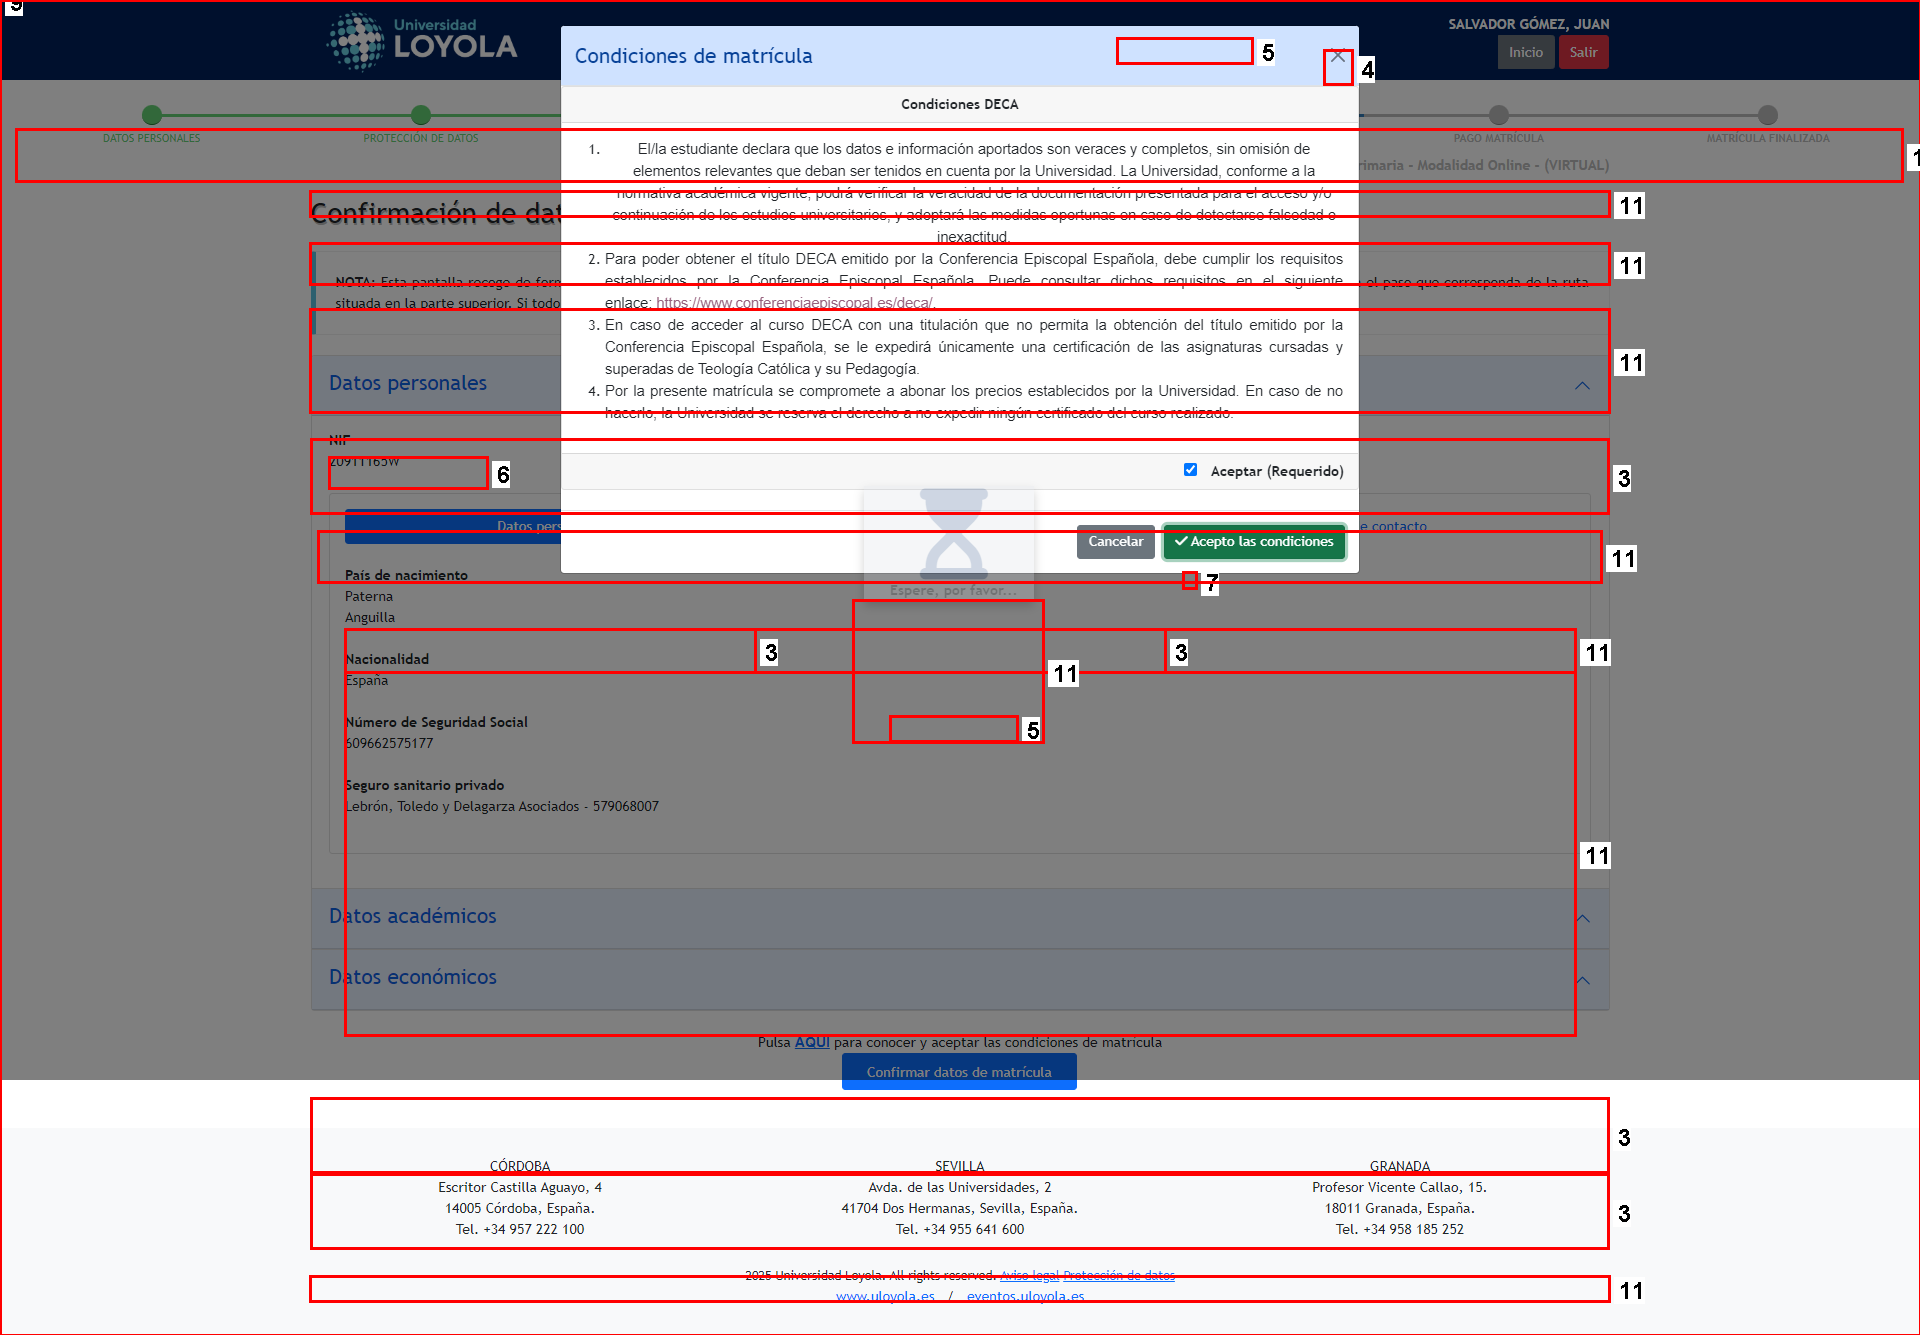 9
Universidad
LOYOLA
SALVADOR GÓMEZ, JUAN
Inicio
Salir
Condiciones de matrícula
5
4
Condiciones DECA
DATOS PERSONALES
PROTECCIÓN DE DATOS
PAGO MATRÍCULA
MATRÍCULA FINALIZADA
rimaria - Modalidad Online - (VIRTUAL)
1. El/la estudiante declara que los datos e información aportados son veraces y completos, sin omisión de
elementos relevantes que deban ser tenidos en cuenta por la Universidad. La Universidad, conforme a la
normativa académica vigente, podrá verificar la veracidad de la documentación presentada para el acceso y/o
continuación de los estudios universitarios, y adoptará las medidas oportunas en caso de detectarse falsedad o
inexactitud.
11
Confirmación de dat
2. Para poder obtener el título DECA emitido por la Conferencia Episcopal Española, debe cumplir los requisitos
establecidos por la Conferencia Episcopal Española. Puede consultar dichos requisitos en el siguiente
enlace: https://www.conferenciaepiscopal.es/deca/.
11
NOTA: Esta pantalla recoge de form
el paso que corresponda de la ruta
situada en la parte superior. Si todo
3. En caso de acceder al curso DECA con una titulación que no permita la obtención del título emitido por la
Conferencia Episcopal Española, se le expedirá únicamente una certificación de las asignaturas cursadas y
superadas de Teología Católica y su Pedagogía.
4. Por la presente matrícula se compromete a abonar los precios establecidos por la Universidad. En caso de no
hacerlo, la Universidad se reserva el derecho a no expedir ningún certificado del curso realizado.
11
Datos personales
NIF
20911165W
6
Aceptar (Requerido)
3
Datos pers
e contacto
Cancelar
Acepto las condiciones
11
7
Espere, por favor...
País de nacimiento
Paterna
Anguilla
3
3
11
11
Nacionalidad
España
Número de Seguridad Social
609662575177
5
Seguro sanitario privado
Lebrón, Toledo y Delagarza Asociados - 579068007
11
Datos académicos
Datos económicos
Pulsa AQUÍ para conocer y aceptar las condiciones de matrícula
Confirmar datos de matrícula
3
CÓRDOBA
Escritor Castilla Aguayo, 4
14005 Córdoba, España.
Tel. +34 957 222 100
SEVILLA
Avda. de las Universidades, 2
41704 Dos Hermanas, Sevilla, España.
Tel. +34 955 641 600
GRANADA
Profesor Vicente Callao, 15.
18011 Granada, España.
Tel. +34 958 185 252
3
2025 Universidad Loyola. All rights reserved. Aviso legal Protección de datos
www.uloyola.es / eventos.uloyola.es
11